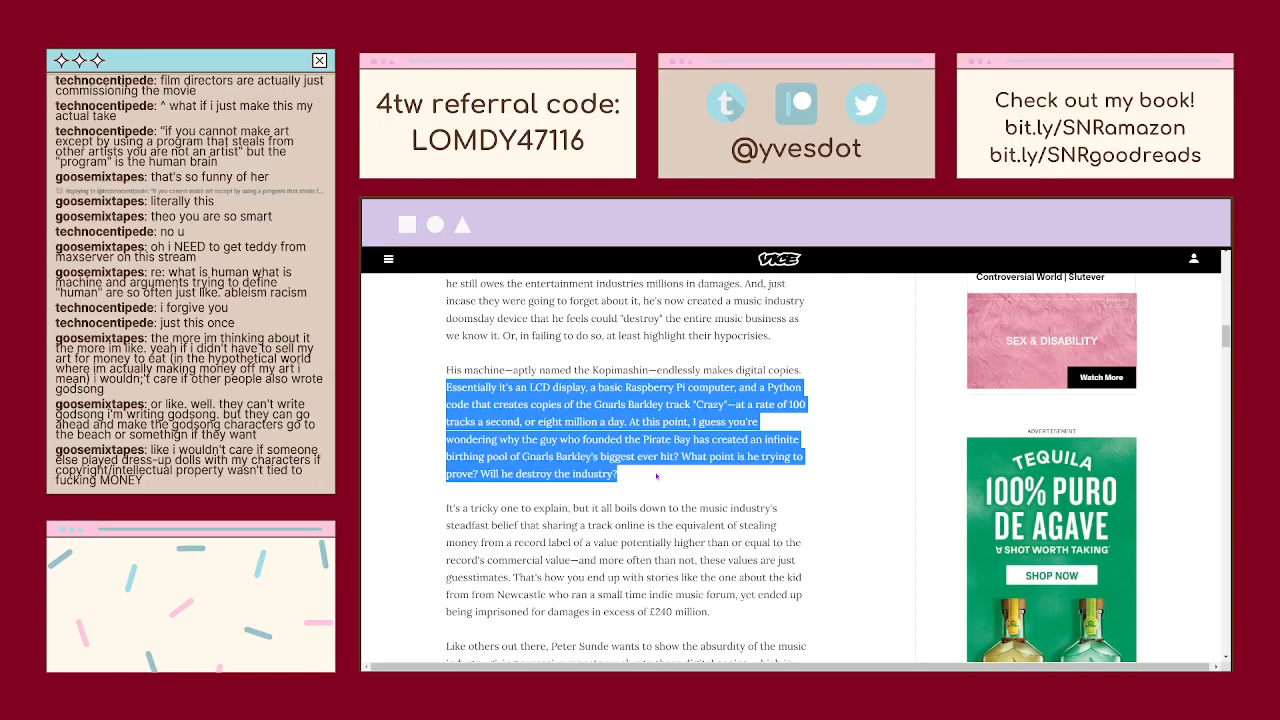 technocentipede: film directors are actually just
commissioning the movie
technocentipede: ^ what if i just make this my
actual take
technocentipede: "if you cannot make art
except by using a program that steals from
other artists you are not an artist" but the
"program" is the human brain
goosemixtapes: that's so funny of her
Replying to @technocentipede: "if you cannot make art except by using a program that steals f...
goosemixtapes: literally this
goosemixtapes: theo you are so smart
technocentipede: no u
goosemixtapes: oh i NEED to get teddy from
maxserver on this stream
goosemixtapes: re: what is human what is
machine and arguments trying to define
"human" are so often just like. ableism racism
technocentipede: i forgive you
technocentipede: just this once
goosemixtapes: the more im thinking about it
the more im like. yeah if i didn't have to sell my
art for money to eat (in the hypothetical world
where im actually making money off my art i
mean) i wouldn;'t care if other people also wrote
godsong
goosemixtapes: or like, well, they can't write
godsong i'm writing godsong. but they can go
ahead and make the godsong characters go to
the beach or somethign if they want
goosemixtapes: like i wouldn't care if someone
else played dress-up dolls with my characters if
copyright/intellectual property wasn't tied to
fucking MONEY
4tw referral code:
LOMDY47116
@yvesdot
Check out my book!
bit.ly/SNRamazon
bit.ly/SNRgoodreads
VICE
he still owes the entertainment industries millions in damages. And, just
incase they were going to forget about it, he's now created a music industry
doomsday device that he feels could "destroy" the entire music business as
we know it. Or, in failing to do so, at least highlight their hypocrisies.
His machine—aptly named the Kopimashin—endlessly makes digital copies.
Essentially it's an LCD display, a basic Raspberry Pi computer, and a Python
code that creates copies of the Gnarls Barkley track "Crazy"—at a rate of 100
tracks a second, or eight million a day. At this point, I guess you're
wondering why the guy who founded the Pirate Bay has created an infinite
birthing pool of Gnarls Barkley's biggest ever hit? What point is he trying to
prove? Will he destroy the industry?
It's a tricky one to explain, but it all boils down to the music industry's
steadfast belief that sharing a track online is the equivalent of stealing
money from a record label of a value potentially higher than or equal to the
record's commercial value—and more often than not, these values are just
guesstimates. That's how you end up with stories like the one about the kid
from from Newcastle who ran a small time indie music forum, yet ended up
being imprisoned for damages in excess of £240 million.
Like others out there, Peter Sunde wants to show the absurdity of the music
Controversial World | Slutever
SEX & DISABILITY
Watch More
ADVERTISEMENT
TEQUILA
100% PURO
DE AGAVE
A SHOT WORTH TAKING
SHOP NOW